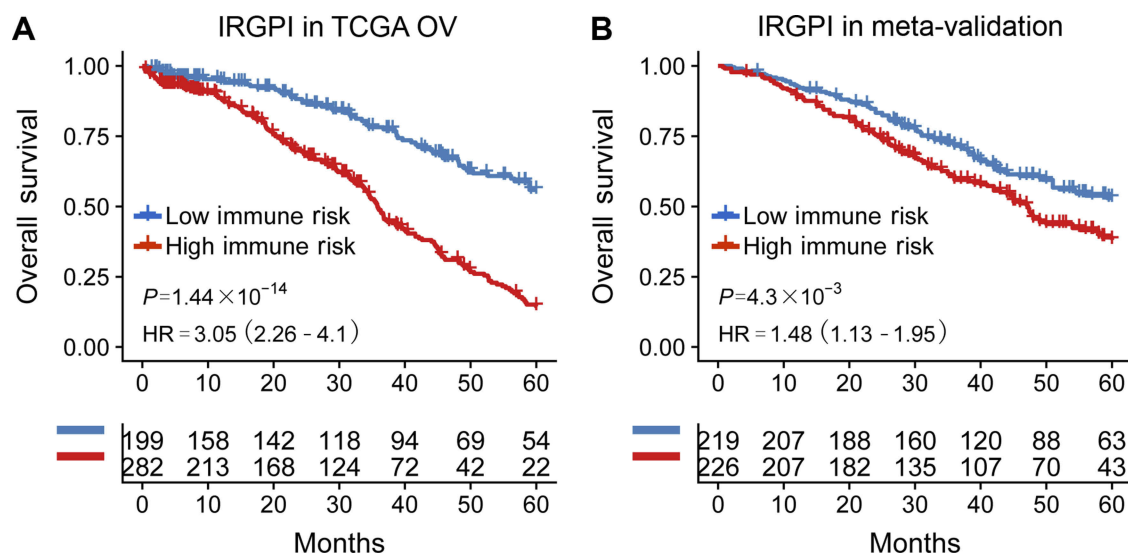 A IRGPI in TCGA OV
Overall survival
1.00
0.75
0.50
0.25
0.00
Low immune risk
High immune risk
P=1.44×10⁻¹⁴
HR = 3.05 (2.26 - 4.1)
0 10 20 30 40 50 60
199 158 142 118 94 69 54
282 213 168 124 72 42 22
0 10 20 30 40 50 60
Months
B IRGPI in meta-validation
Overall survival
1.00
0.75
0.50
0.25
0.00
Low immune risk
High immune risk
P=4.3×10⁻³
HR = 1.48 (1.13 - 1.95)
0 10 20 30 40 50 60
219 207 188 160 120 88 63
226 207 182 135 107 70 43
0 10 20 30 40 50 60
Months